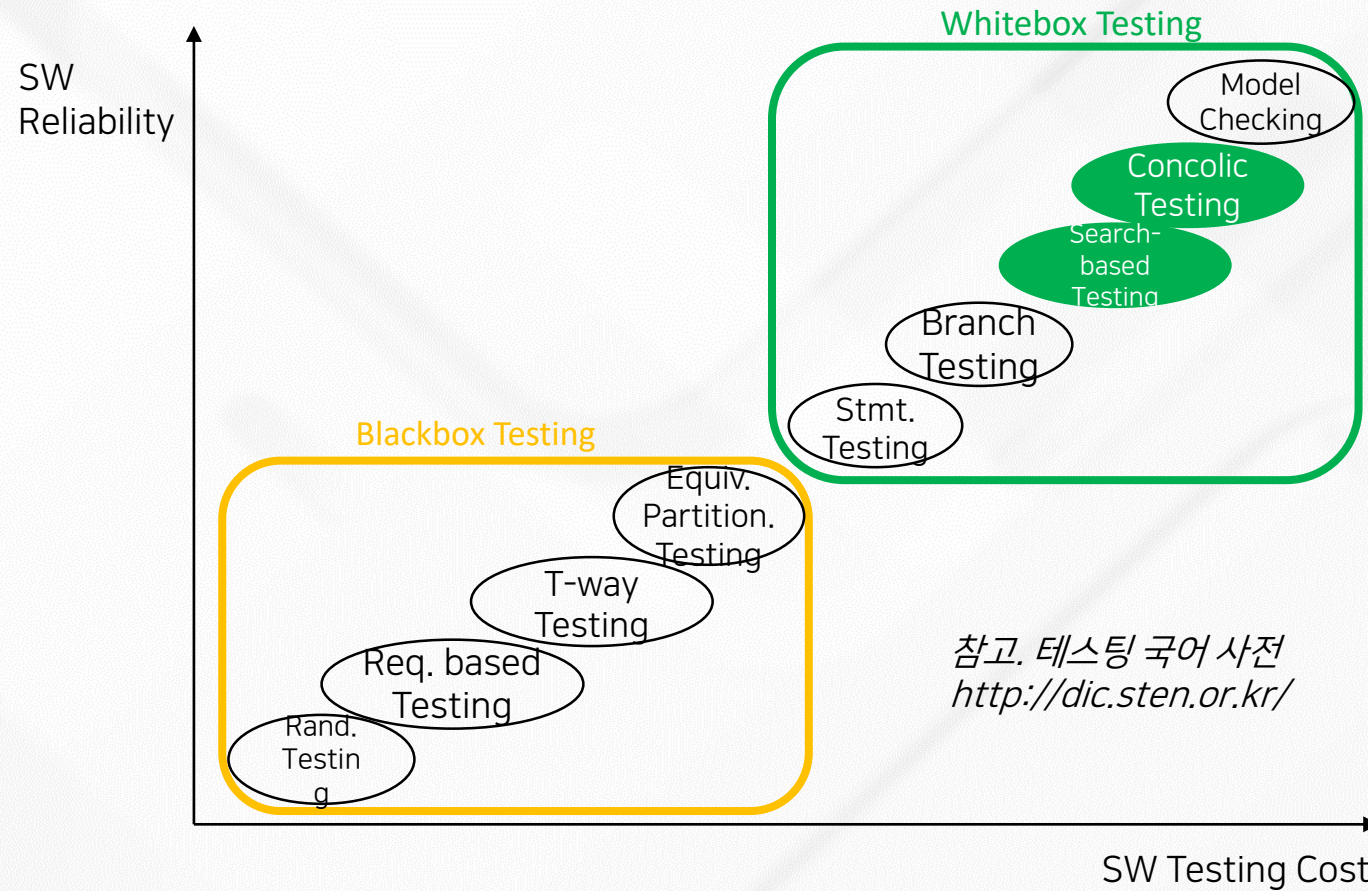 Whitebox Testing
SW
Reliability
Model
Checking
Concolic
Testing
Search-
based
Testing
Branch
Testing
Stmt.
Testing
Blackbox Testing
Equiv.
Partition.
Testing
T-way
Testing
Req. based
Testing
Rand.
Testin
g
참고. 테스팅 국어 사전
http://dic.sten.or.kr/
SW Testing Cost